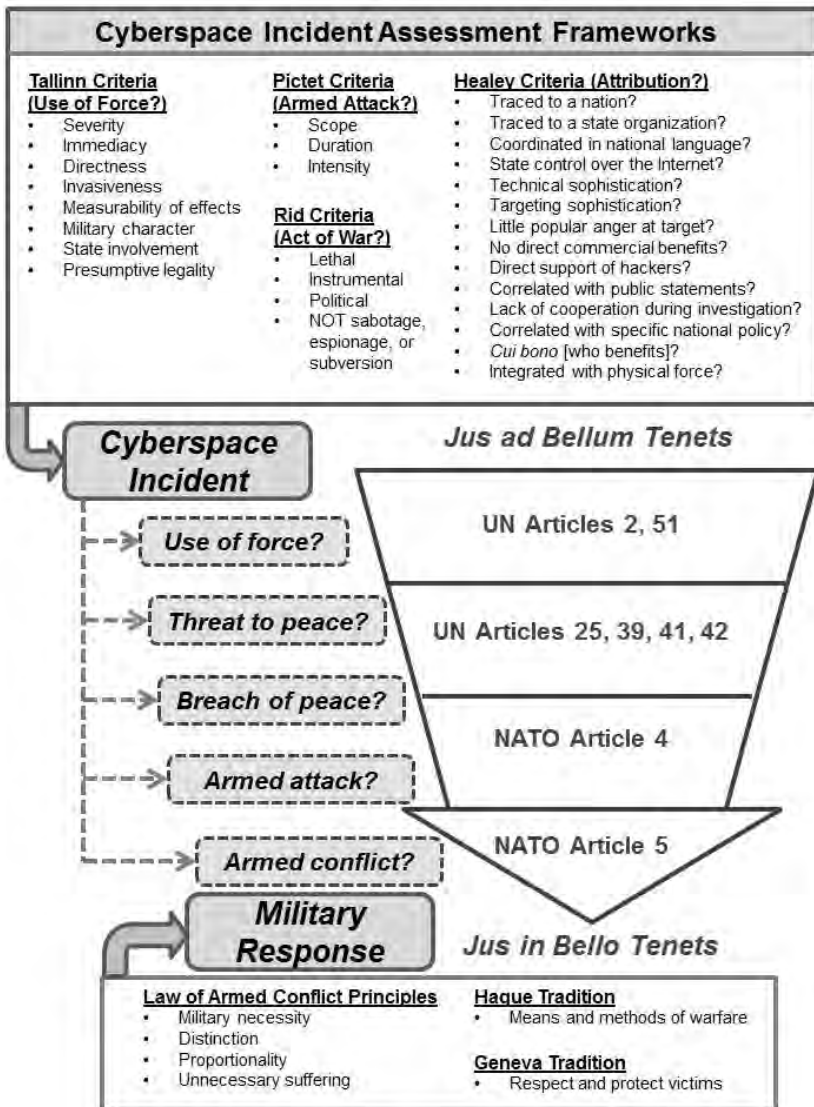 Cyberspace Incident Assessment Frameworks
Tallinn Criteria
(Use of Force?)
• Severity
• Immediacy
• Directness
• Invasiveness
• Measurability of effects
• Military character
• State involvement
• Presumptive legality
Pictet Criteria
(Armed Attack?)
• Scope
• Duration
• Intensity
Rid Criteria
(Act of War?)
• Lethal
• Instrumental
• Political
• NOT sabotage,
espionage, or
subversion
Healey Criteria (Attribution?)
• Traced to a nation?
• Traced to a state organization?
• Coordinated in national language?
• State control over the Internet?
• Technical sophistication?
• Targeting sophistication?
• Little popular anger at target?
• No direct commercial benefits?
• Direct support of hackers?
• Correlated with public statements?
• Lack of cooperation during investigation?
• Correlated with specific national policy?
• Cui bono [who benefits]?
• Integrated with physical force?
Cyberspace
Incident
Jus ad Bellum Tenets
Use of force?
Threat to peace?
Breach of peace?
Armed attack?
Armed conflict?
UN Articles 2, 51
UN Articles 25, 39, 41, 42
NATO Article 4
NATO Article 5
Military
Response
Jus in Bello Tenets
Law of Armed Conflict Principles
• Military necessity
• Distinction
• Proportionality
• Unnecessary suffering
Hague Tradition
• Means and methods of warfare
Geneva Tradition
• Respect and protect victims